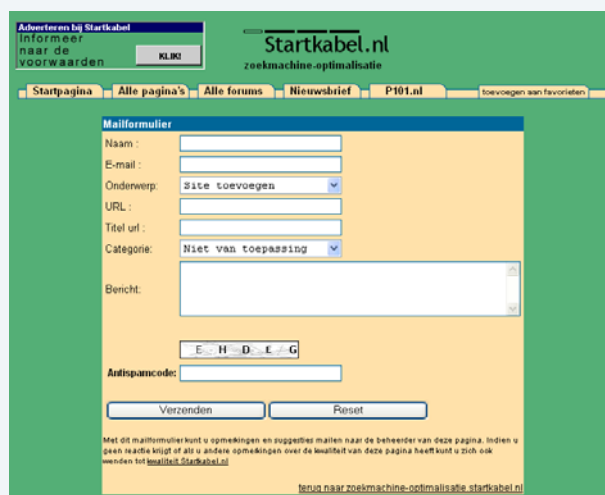 Adverteren bij Startkabel
Informeer
naar de
voorwaarden
KLIK!
Startkabel.nl
zoekmachine-optimalisatie
Startpagina Alle pagina's Alle forums Nieuwsbrief P101.nl toevoegen aan favorieten
Mailformulier
Naam :
E-mail :
Onderwerp: Site toevoegen
URL :
Titel url :
Categorie: Niet van toepassing
Bericht:
E H D E G
Antispamcode:
Verzenden Reset
Met dit mailformulier kunt u opmerkingen en suggesties mailen naar de beheerder van deze pagina. Indien u
geen reactie krijgt of als u andere opmerkingen over de kwaliteit van deze pagina heeft kunt u zich ook
wenden tot kwaliteit Startkabel.nl
terug naar zoekmachine-optimalisatie.startkabel.nl